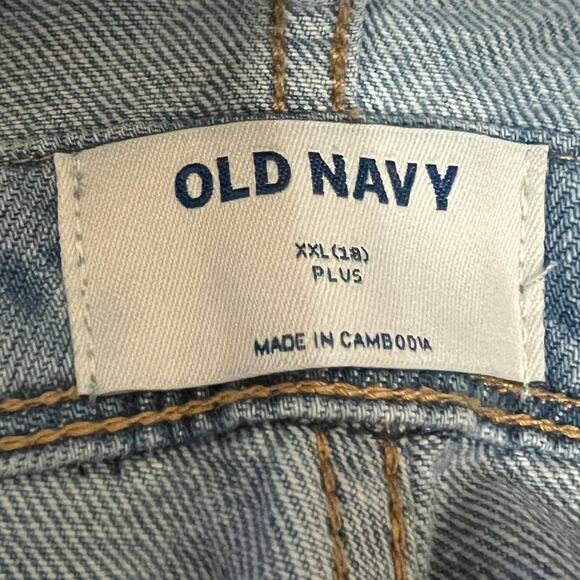 OLD NAVY
XXL(18)
PLUS
MADE IN CAMBODIA